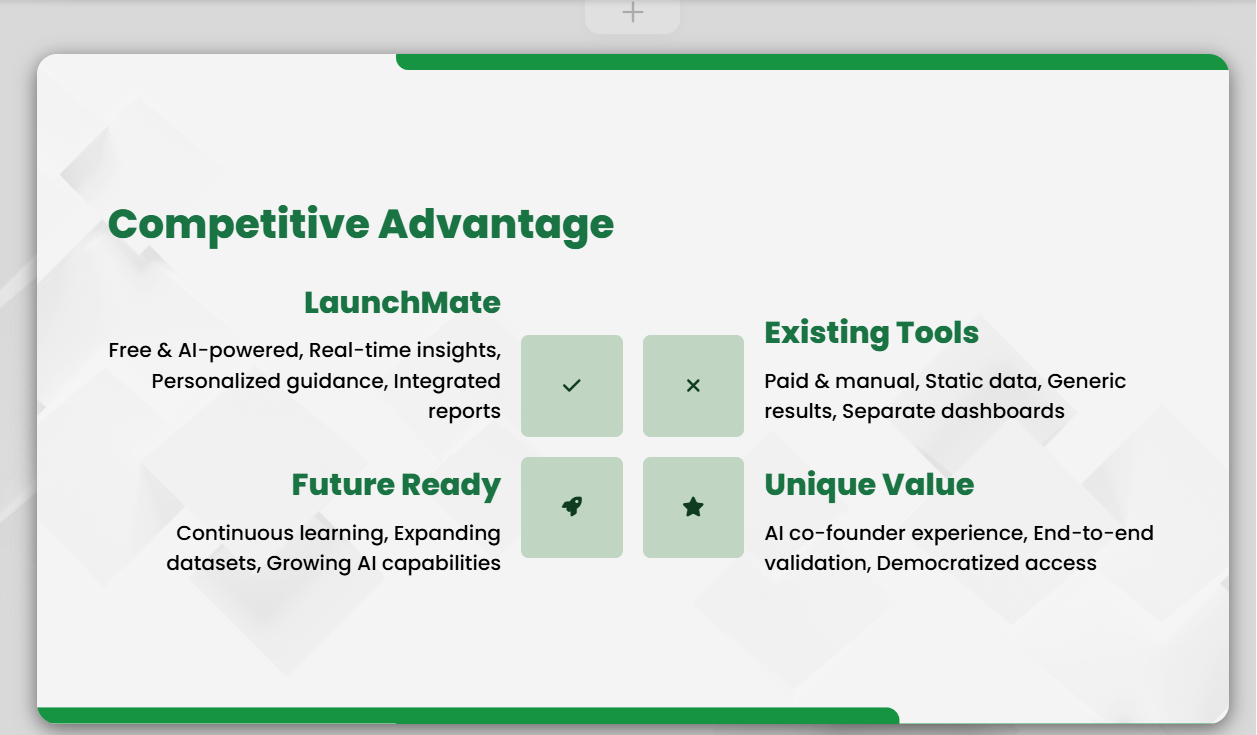 Competitive Advantage
LaunchMate
Free & AI-powered, Real-time insights,
Personalized guidance, Integrated
reports
Existing Tools
Paid & manual, Static data, Generic
results, Separate dashboards
Future Ready
Continuous learning, Expanding
datasets, Growing AI capabilities
Unique Value
AI co-founder experience, End-to-end
validation, Democratized access